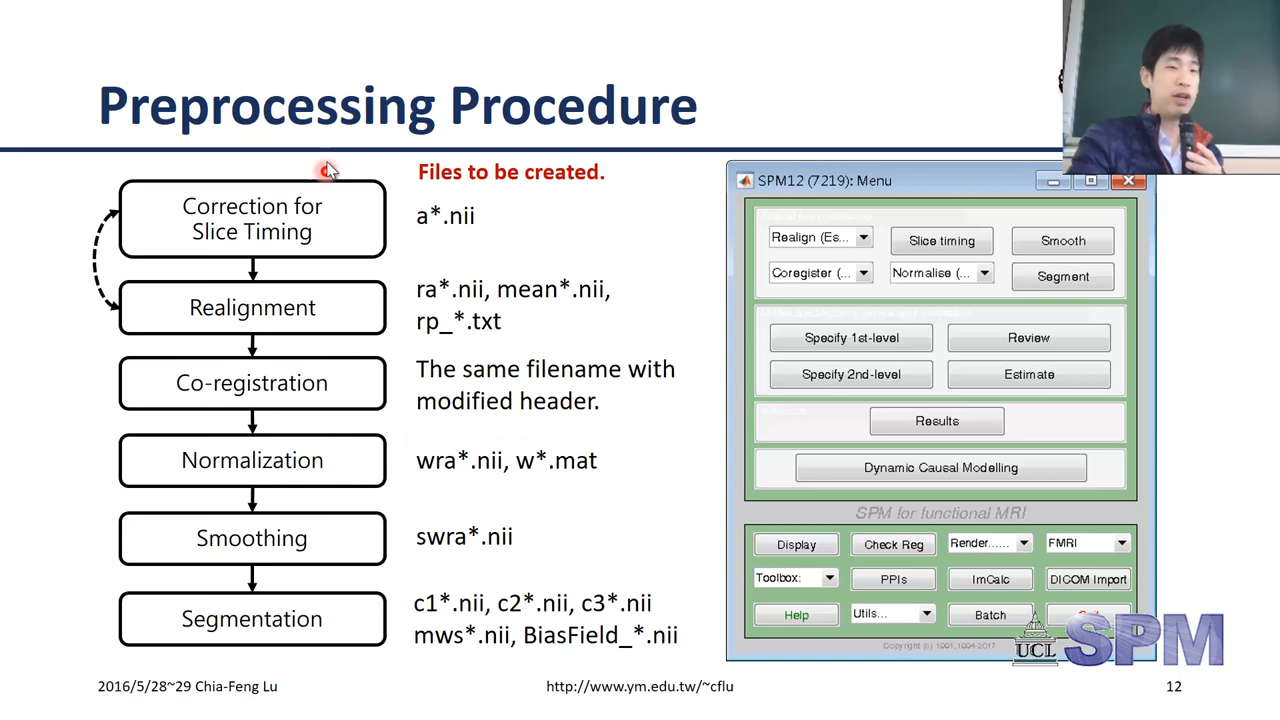 Preprocessing Procedure
Files to be created.
Correction for
Slice Timing
a*.nii
Realignment
ra*.nii, mean*.nii,
rp_*.txt
Co-registration
The same filename with
modified header.
Normalization
wra*.nii, w*.mat
Smoothing
swra*.nii
Segmentation
c1*.nii, c2*.nii, c3*.nii
mws*.nii, BiasField_*.nii
SPM12 (7219): Menu
Realign (Es...
Slice timing
Smooth
Coregister (...
Normalise (...
Segment
Specify 1st-level
Review
Specify 2nd-level
Estimate
Results
Dynamic Causal Modelling
SPM for functional MRI
Display
Check Reg
Render......
FMRI
Toolbox:
PPIs
ImCalc
DICOM Import
Help
Utils...
Batch
UCL
SPM
2016/5/28~29 Chia-Feng Lu
http://www.ym.edu.tw/~cflu
12